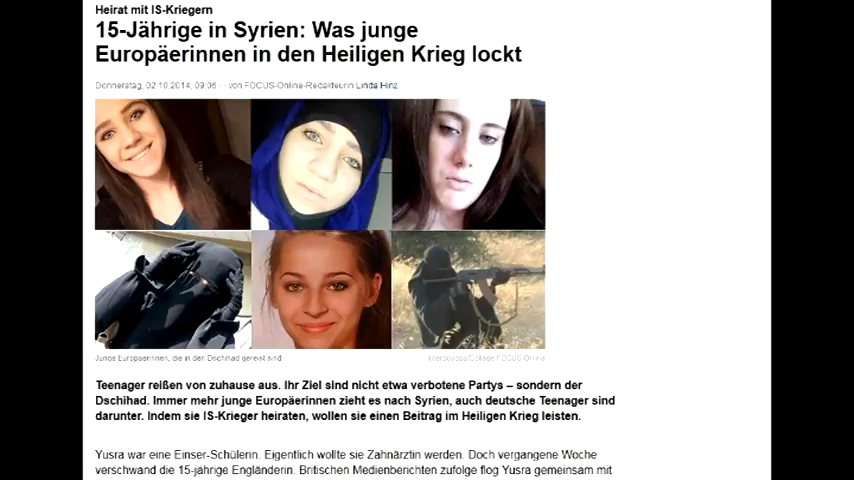 Heirat mit IS-Kriegern
15-Jährige in Syrien: Was junge
Europäerinnen in den Heiligen Krieg lockt
Donnerstag, 02.10.2014, 09:06 · von FOCUS-Online-Redakteurin Linda Hinz
Junge Europäerinnen, die in den Dschihad gereist sind
Interpol/dpa/Collage FOCUS Online
Teenager reißen von zuhause aus. Ihr Ziel sind nicht etwa verbotene Partys – sondern der
Dschihad. Immer mehr junge Europäerinnen zieht es nach Syrien, auch deutsche Teenager sind
darunter. Indem sie IS-Krieger heiraten, wollen sie einen Beitrag im Heiligen Krieg leisten.
Yusra war eine Einser-Schülerin. Eigentlich wollte sie Zahnärztin werden. Doch vergangene Woche
verschwand die 15-jährige Engländerin. Britischen Medienberichten zufolge flog Yusra gemeinsam mit